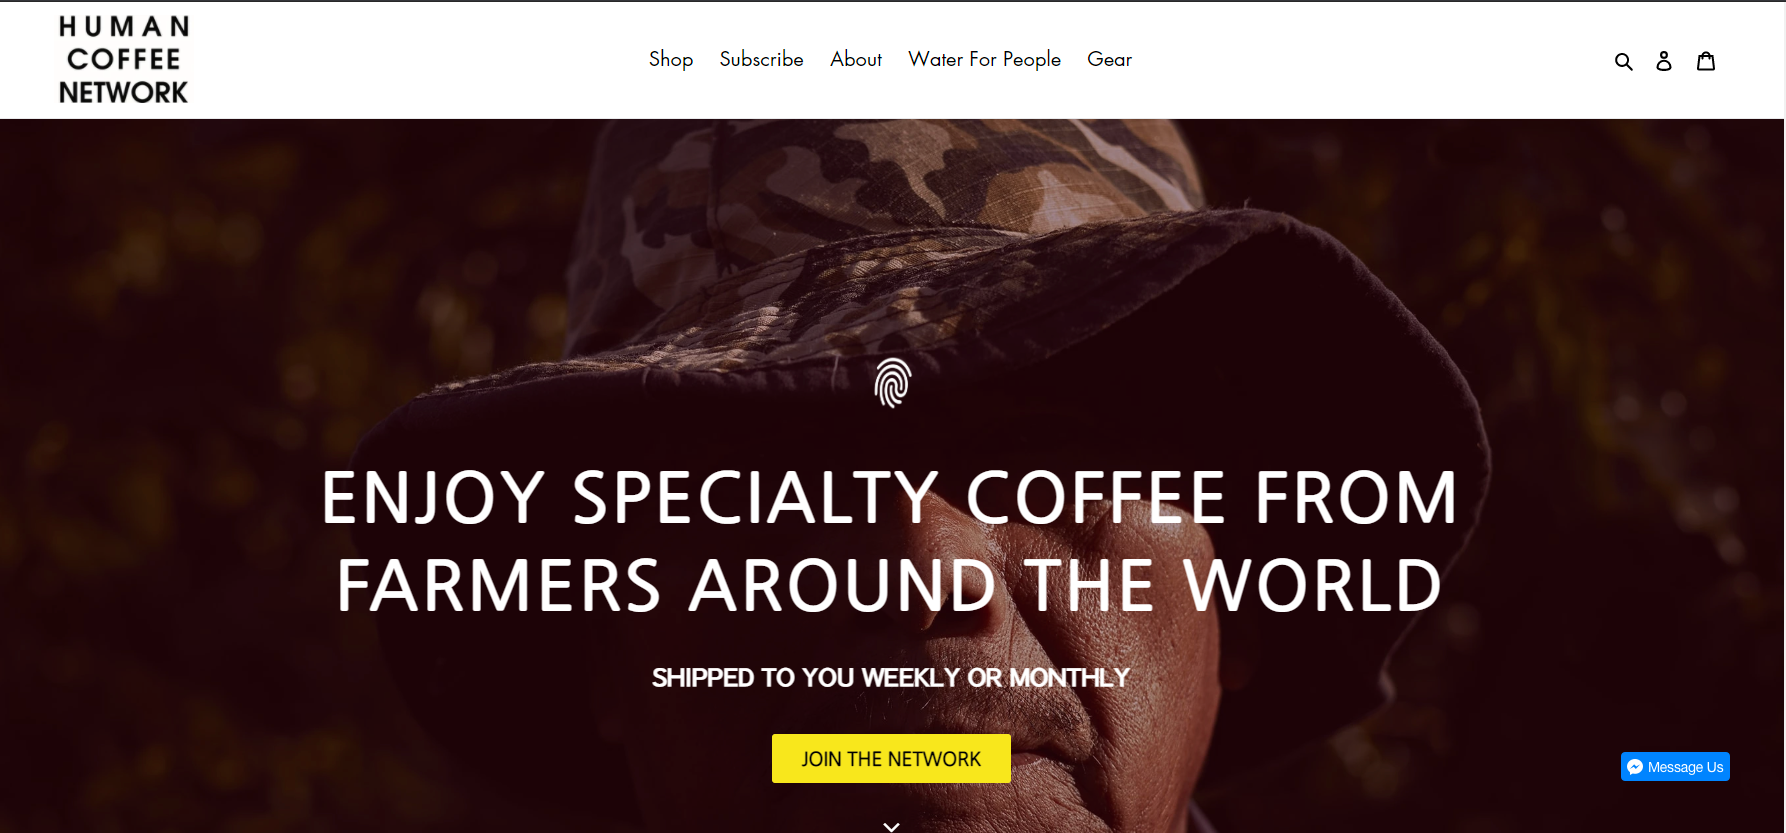 HUMAN
COFFEE
NETWORK
Shop
Subscribe
About
Water For People
Gear
ENJOY SPECIALTY COFFEE FROM
FARMERS AROUND THE WORLD
SHIPPED TO YOU WEEKLY OR MONTHLY
JOIN THE NETWORK
Message Us